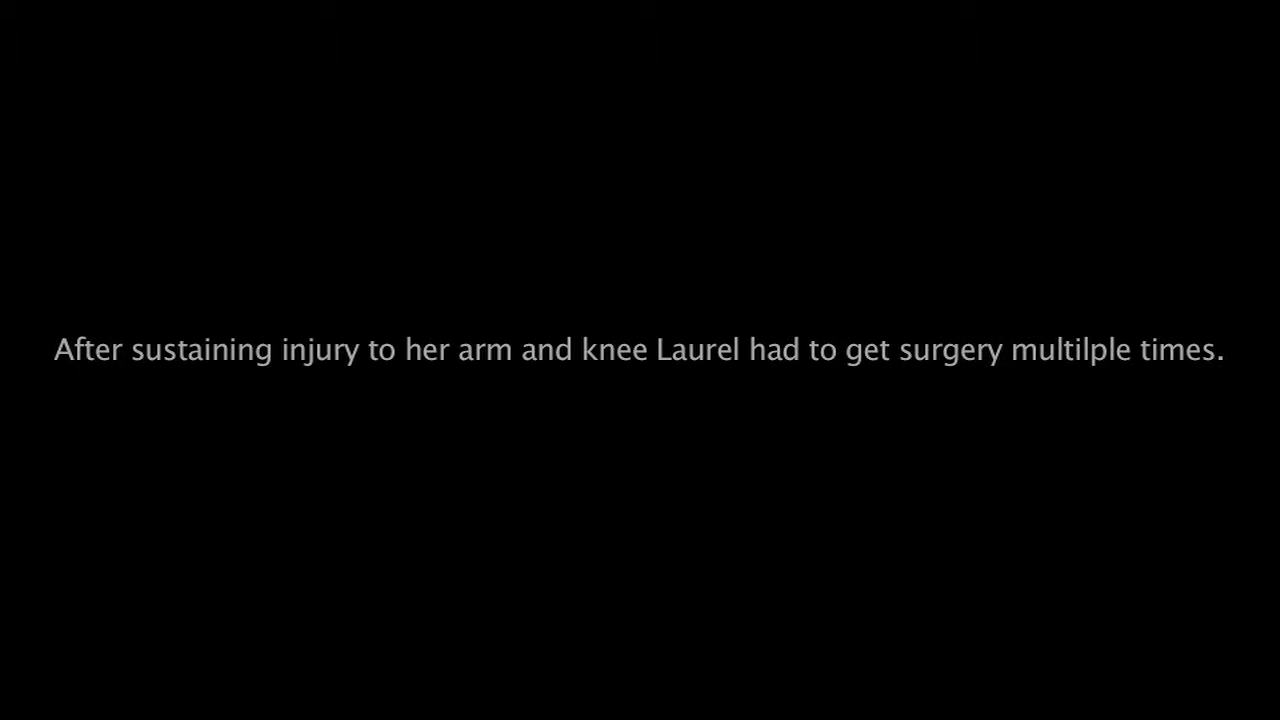 After sustaining injury to her arm and knee Laurel had to get surgery multilple times.